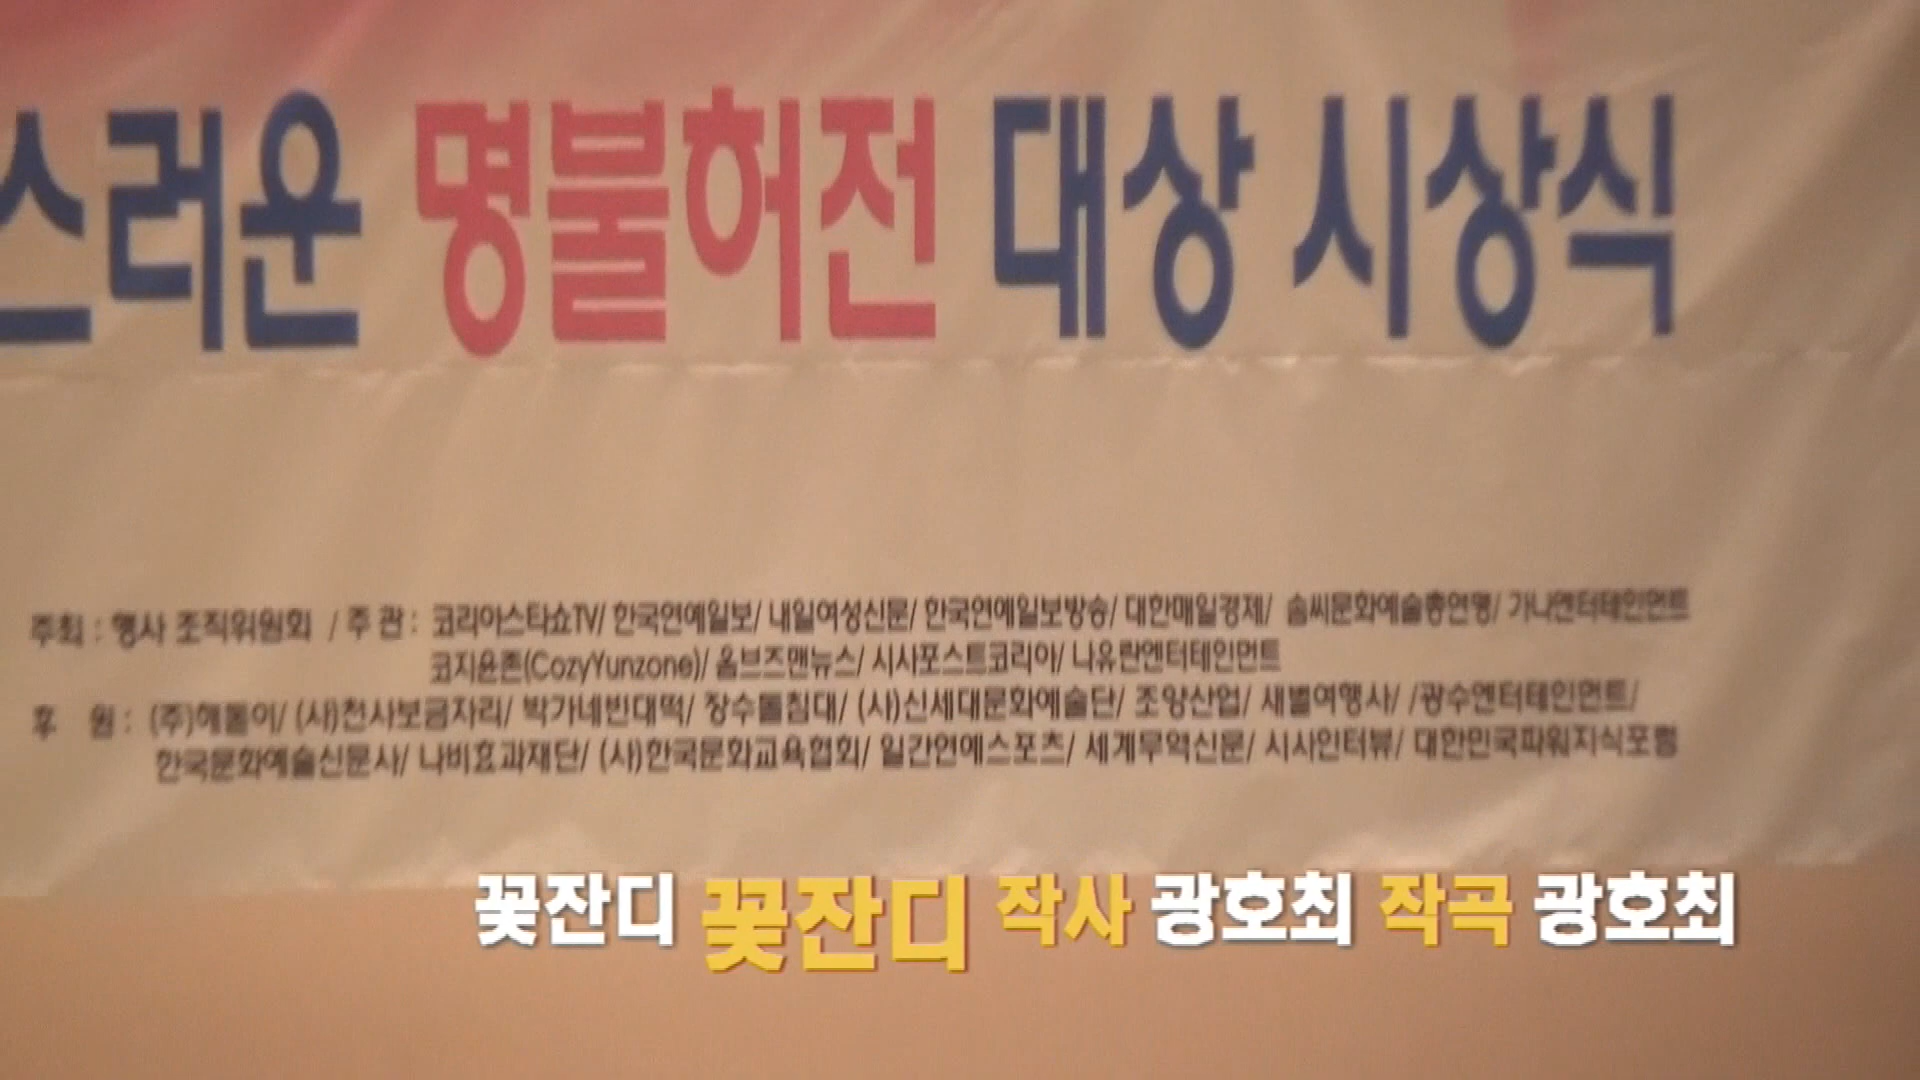 스러운 명불허전 대상 시상식
주최 : 행사 조직위원회 / 주 관 : 코리아스타쇼TV/ 한국연예일보/ 내일여성신문/ 한국연예일보방송/ 대한매일경제/ 솜씨문화예술총연맹/ 가나엔터테인먼트
코지윤존(CozyYunzone)/ 옴브즈맨뉴스/ 시사포스트코리아/ 나유란엔터테인먼트
후 원 : (주)해돋이/ (사)천사보금자리/ 박가네빈대떡/ 장수돌침대/ (사)신세대문화예술단/ 조양산업/ 새별여행사/ /광수엔터테인먼트/
한국문화예술신문사/ 나비효과재단/ (사)한국문화교육협회/ 일간연예스포츠/ 세계무역신문/ 시사인터뷰/ 대한민국파워지식포럼
꽃잔디 꽃잔디 작사 광호최 작곡 광호최